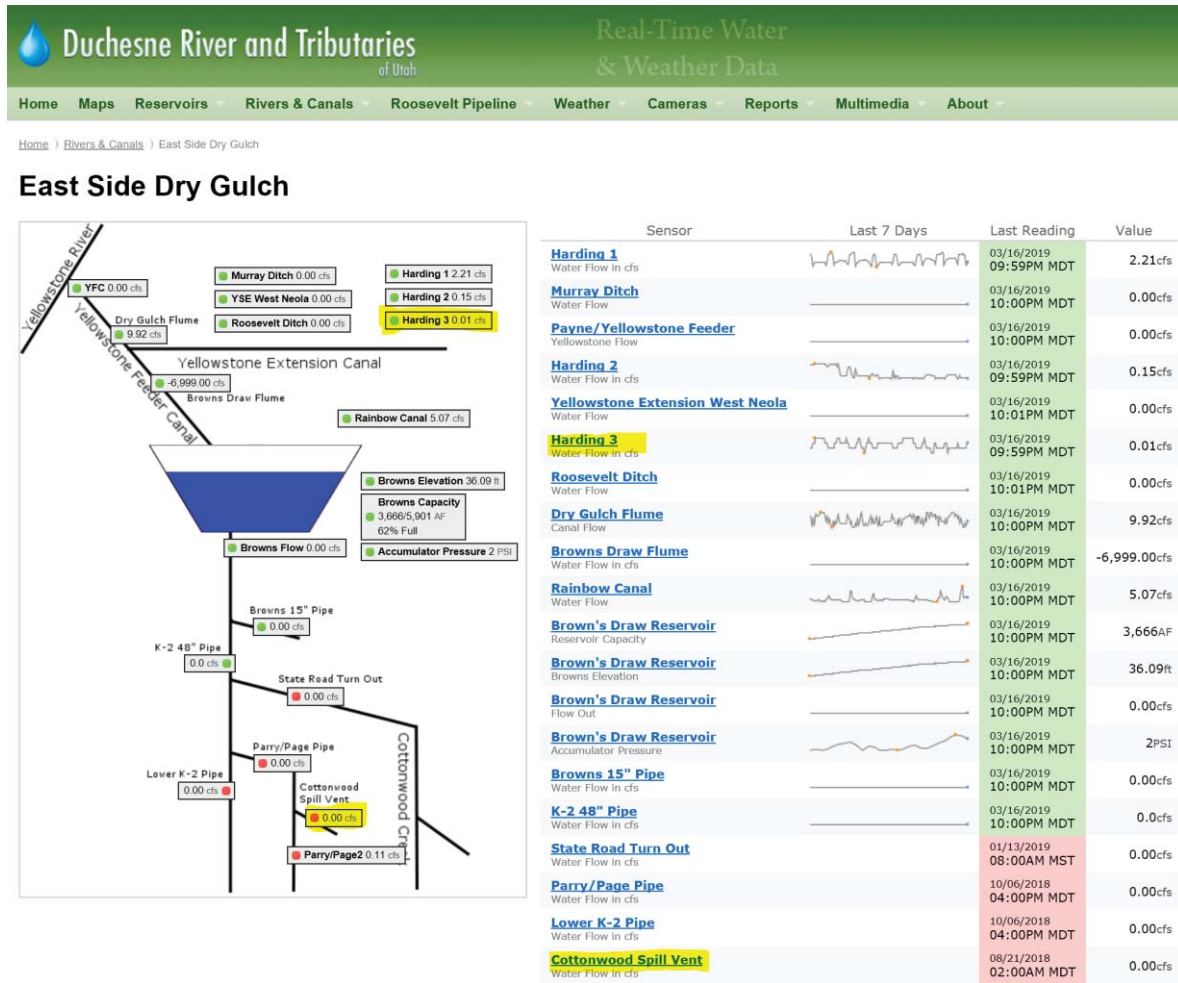 Duchesne River and Tributaries
of Utah
Real-Time Water
& Weather Data
Home Maps Reservoirs Rivers & Canals Roosevelt Pipeline Weather Cameras Reports Multimedia About
Home ) Rivers & Canals ) East Side Dry Gulch
East Side Dry Gulch
Yellowstone River
YFC 0.00 cfs
Murray Ditch 0.00 cfs
YSE West Neola 0.00 cfs
Roosevelt Ditch 0.00 cfs
Harding 1 2.21 cfs
Harding 2 0.15 cfs
Harding 3 0.01 cfs
Dry Gulch Flume
9.92 cfs
Yellowstone Extension Canal
Yellowstone Feeder Canal
-6,999.00 cfs
Browns Draw Flume
Rainbow Canal 5.07 cfs
Browns Elevation 36.09 ft
Browns Capacity
3,666/5,901 AF
62% Full
Accumulator Pressure 2 PSI
Browns Flow 0.00 cfs
Browns 15" Pipe
0.00 cfs
K-2 48" Pipe
0.0 cfs
State Road Turn Out
0.00 cfs
Parry/Page Pipe
0.00 cfs
Lower K-2 Pipe
0.00 cfs
Cottonwood
Spill Vent
0.00 cfs
Parry/Page2 0.11 cfs
Cottonwood
Sensor Last 7 Days Last Reading Value
Harding 1 03/16/2019
Water Flow in cfs 09:59PM MDT 2.21cfs
Murray Ditch 03/16/2019
Water Flow 10:00PM MDT 0.00cfs
Payne/Yellowstone Feeder 03/16/2019
Yellowstone Flow 10:00PM MDT 0.00cfs
Harding 2 03/16/2019
Water Flow in cfs 09:59PM MDT 0.15cfs
Yellowstone Extension West Neola 03/16/2019
Water Flow 10:01PM MDT 0.00cfs
Harding 3 03/16/2019
Water Flow in cfs 09:59PM MDT 0.01cfs
Roosevelt Ditch 03/16/2019
Water Flow 10:01PM MDT 0.00cfs
Dry Gulch Flume 03/16/2019
Canal Flow 10:00PM MDT 9.92cfs
Browns Draw Flume 03/16/2019
Water Flow in cfs 10:00PM MDT -6,999.00cfs
Rainbow Canal 03/16/2019
Water Flow 10:00PM MDT 5.07cfs
Brown's Draw Reservoir 03/16/2019
Reservoir Capacity 10:00PM MDT 3,666AF
Brown's Draw Reservoir 03/16/2019
Browns Elevation 10:00PM MDT 36.09ft
Brown's Draw Reservoir 03/16/2019
Flow Out 10:00PM MDT 0.00cfs
Brown's Draw Reservoir 03/16/2019
Accumulator Pressure 10:00PM MDT 2PSI
Browns 15" Pipe 03/16/2019
Water Flow in cfs 10:00PM MDT 0.00cfs
K-2 48" Pipe 03/16/2019
Water Flow in cfs 10:00PM MDT 0.0cfs
State Road Turn Out 01/13/2019
Water Flow in cfs 08:00AM MST 0.00cfs
Parry/Page Pipe 10/06/2018
Water Flow in cfs 04:00PM MDT 0.00cfs
Lower K-2 Pipe 10/06/2018
Water Flow in cfs 04:00PM MDT 0.00cfs
Cottonwood Spill Vent 08/21/2018
Water Flow in cfs 02:00AM MDT 0.00cfs